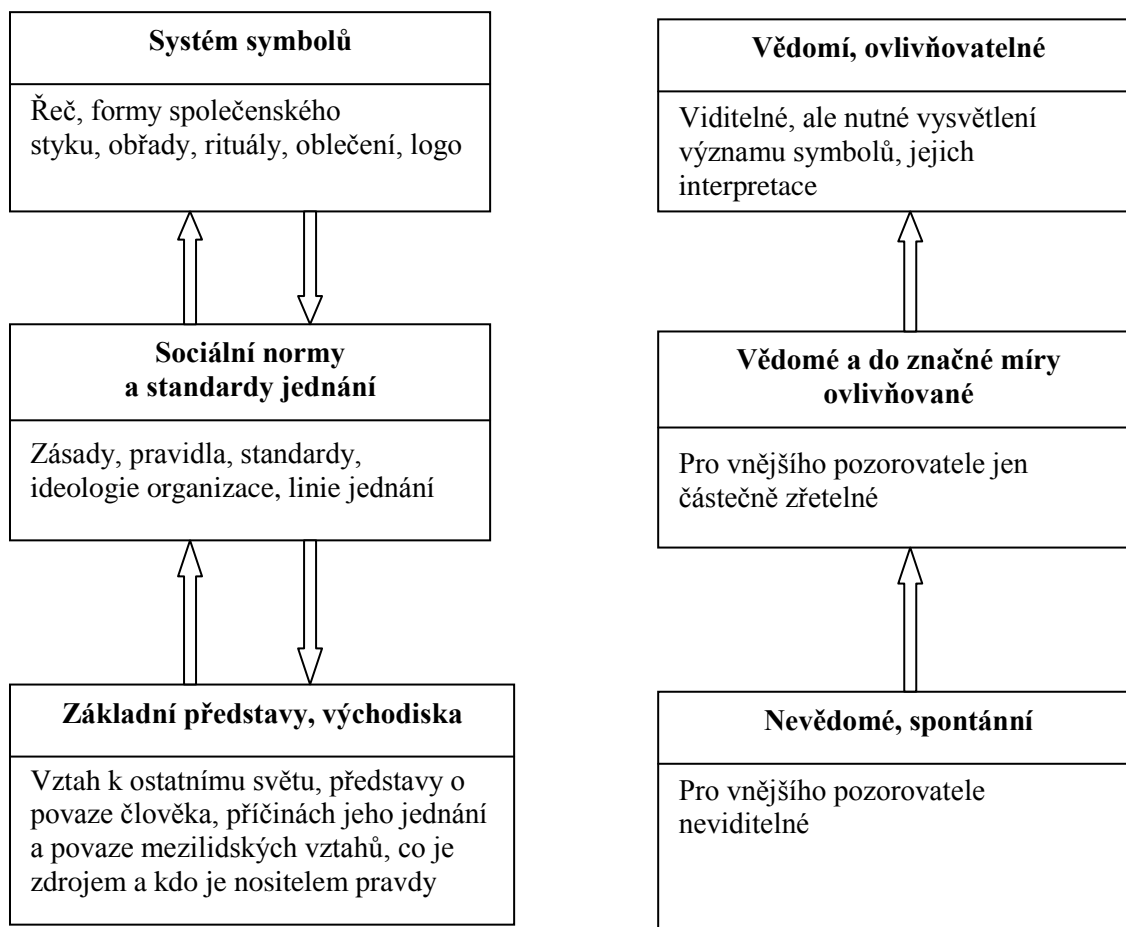 Systém symbolů
Řeč, formy společenského
styku, obřady, rituály, oblečení, logo
Vědomí, ovlivňovatelné
Viditelné, ale nutné vysvětlení
významu symbolů, jejich
interpretace
Sociální normy
a standardy jednání
Zásady, pravidla, standardy,
ideologie organizace, linie jednání
Vědomé a do značné míry
ovlivňované
Pro vnějšího pozorovatele jen
částečně zřetelné
Základní představy, východiska
Vztah k ostatnímu světu, představy o
povaze člověka, příčinách jeho jednání
a povaze mezilidských vztahů, co je
zdrojem a kdo je nositelem pravdy
Nevědomé, spontánní
Pro vnějšího pozorovatele
neviditelné